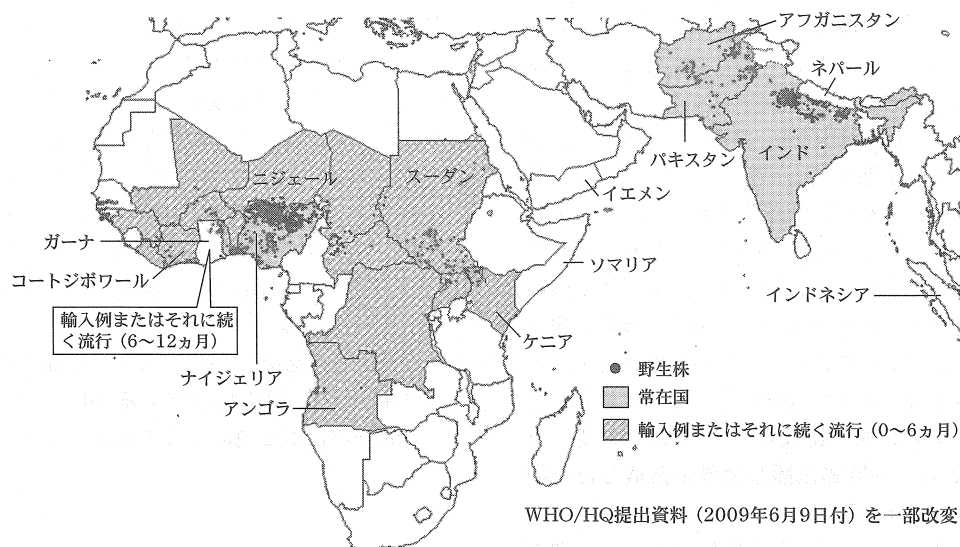 アフガニスタン
ネパール
パキスタン
インド
ニジェール
スーダン
イエメン
ガーナ
ソマリア
コートジボワール
インドネシア
輸入例またはそれに続
く流行（6〜12ヵ月）
ケニア
ナイジェリア
アンゴラ
野生株
常在国
輸入例またはそれに続く流行（0〜6ヵ月）
WHO/HQ提出資料（2009年6月9日付）を一部改変